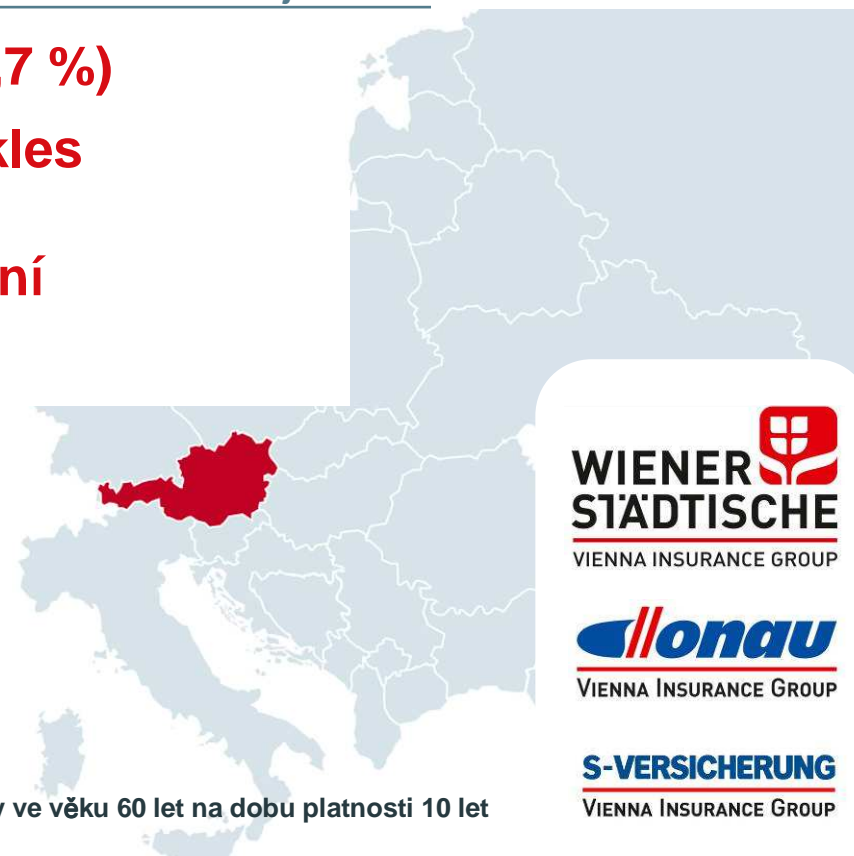 ,7 %)
kles
ní
WIENER
STÄDTISCHE
VIENNA INSURANCE GROUP
Donau
VIENNA INSURANCE GROUP
S-VERSICHERUNG
VIENNA INSURANCE GROUP
ve věku 60 let na dobu platnosti 10 let